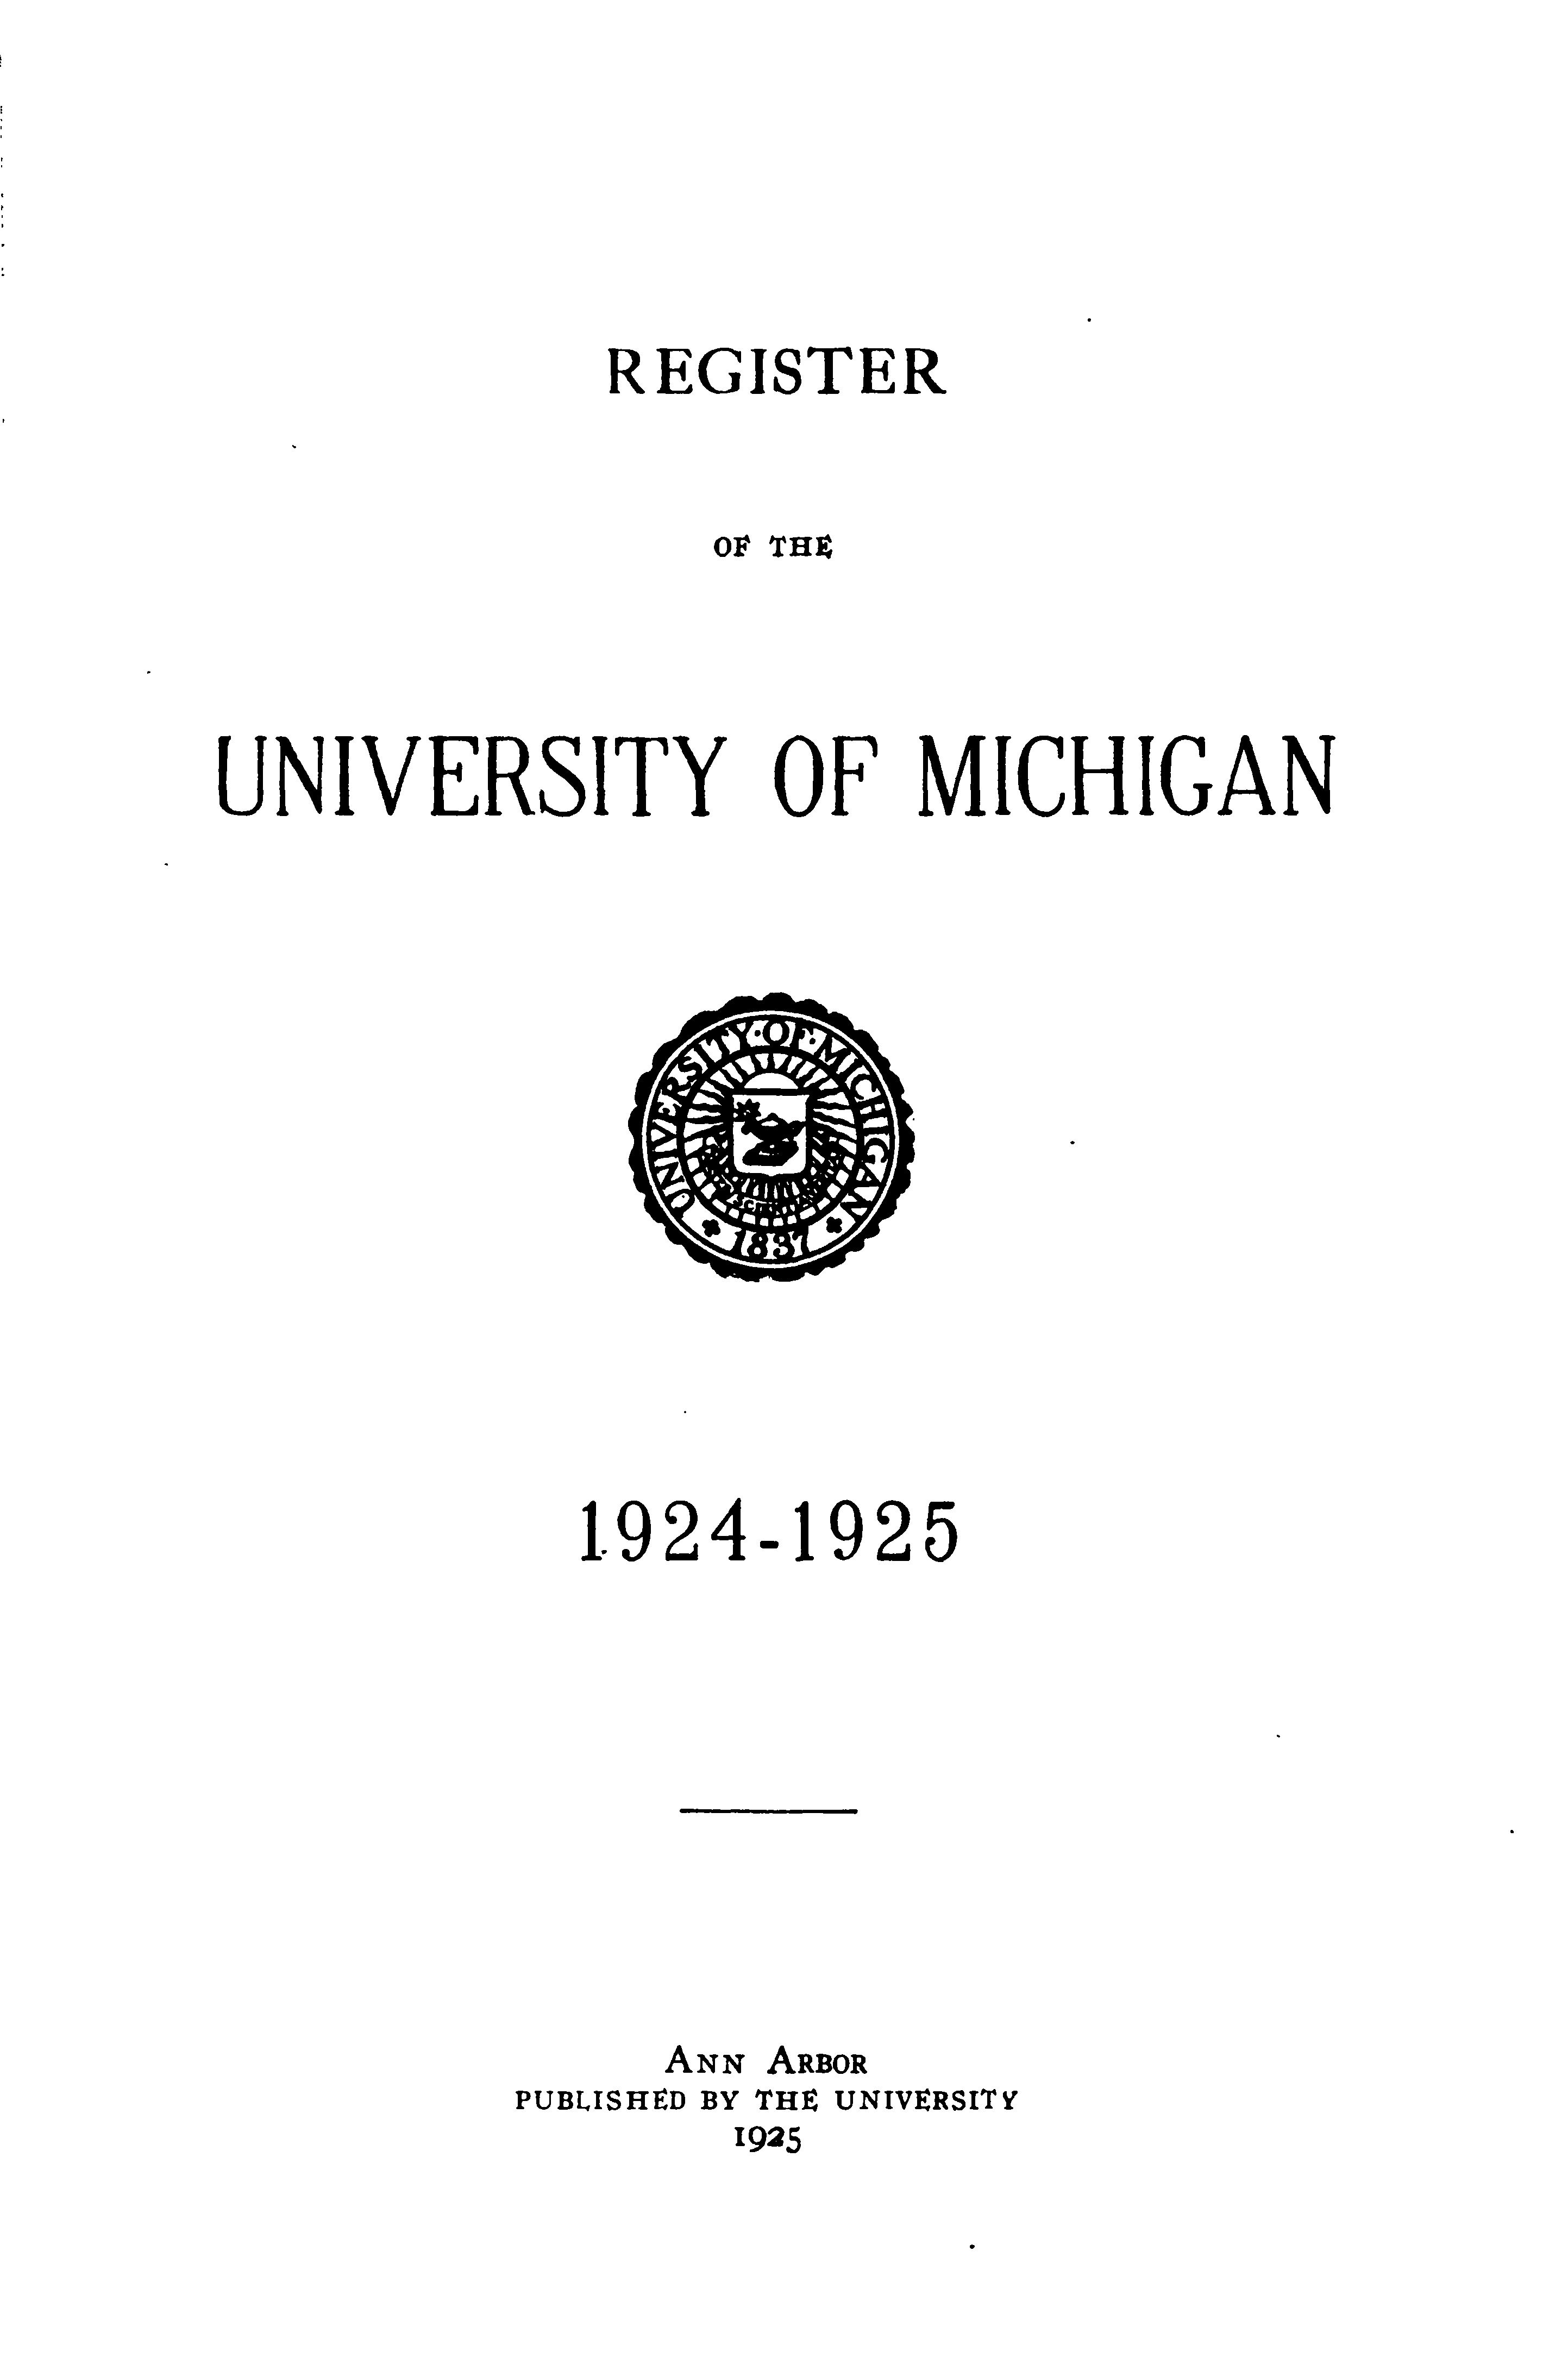 REGISTER
OF THE
UNIVERSITY OF MICHIGAN
UNIVERSITY·OF·MICHIGAN
1837
1924-1925
ANN ARBOR
PUBLISHED BY THE UNIVERSITY
1925